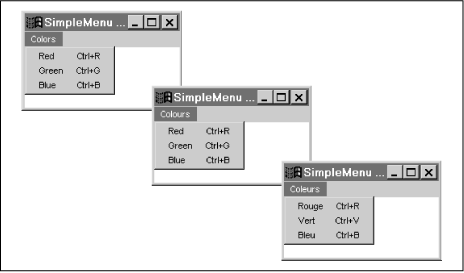 SimpleMenu ...
Colors
Red Ctrl+R
Green Ctrl+G
Blue Ctrl+B
SimpleMenu ...
Colours
Red Ctrl+R
Green Ctrl+G
Blue Ctrl+B
SimpleMenu ...
Coleurs
Rouge Ctrl+R
Vert Ctrl+V
Bleu Ctrl+B